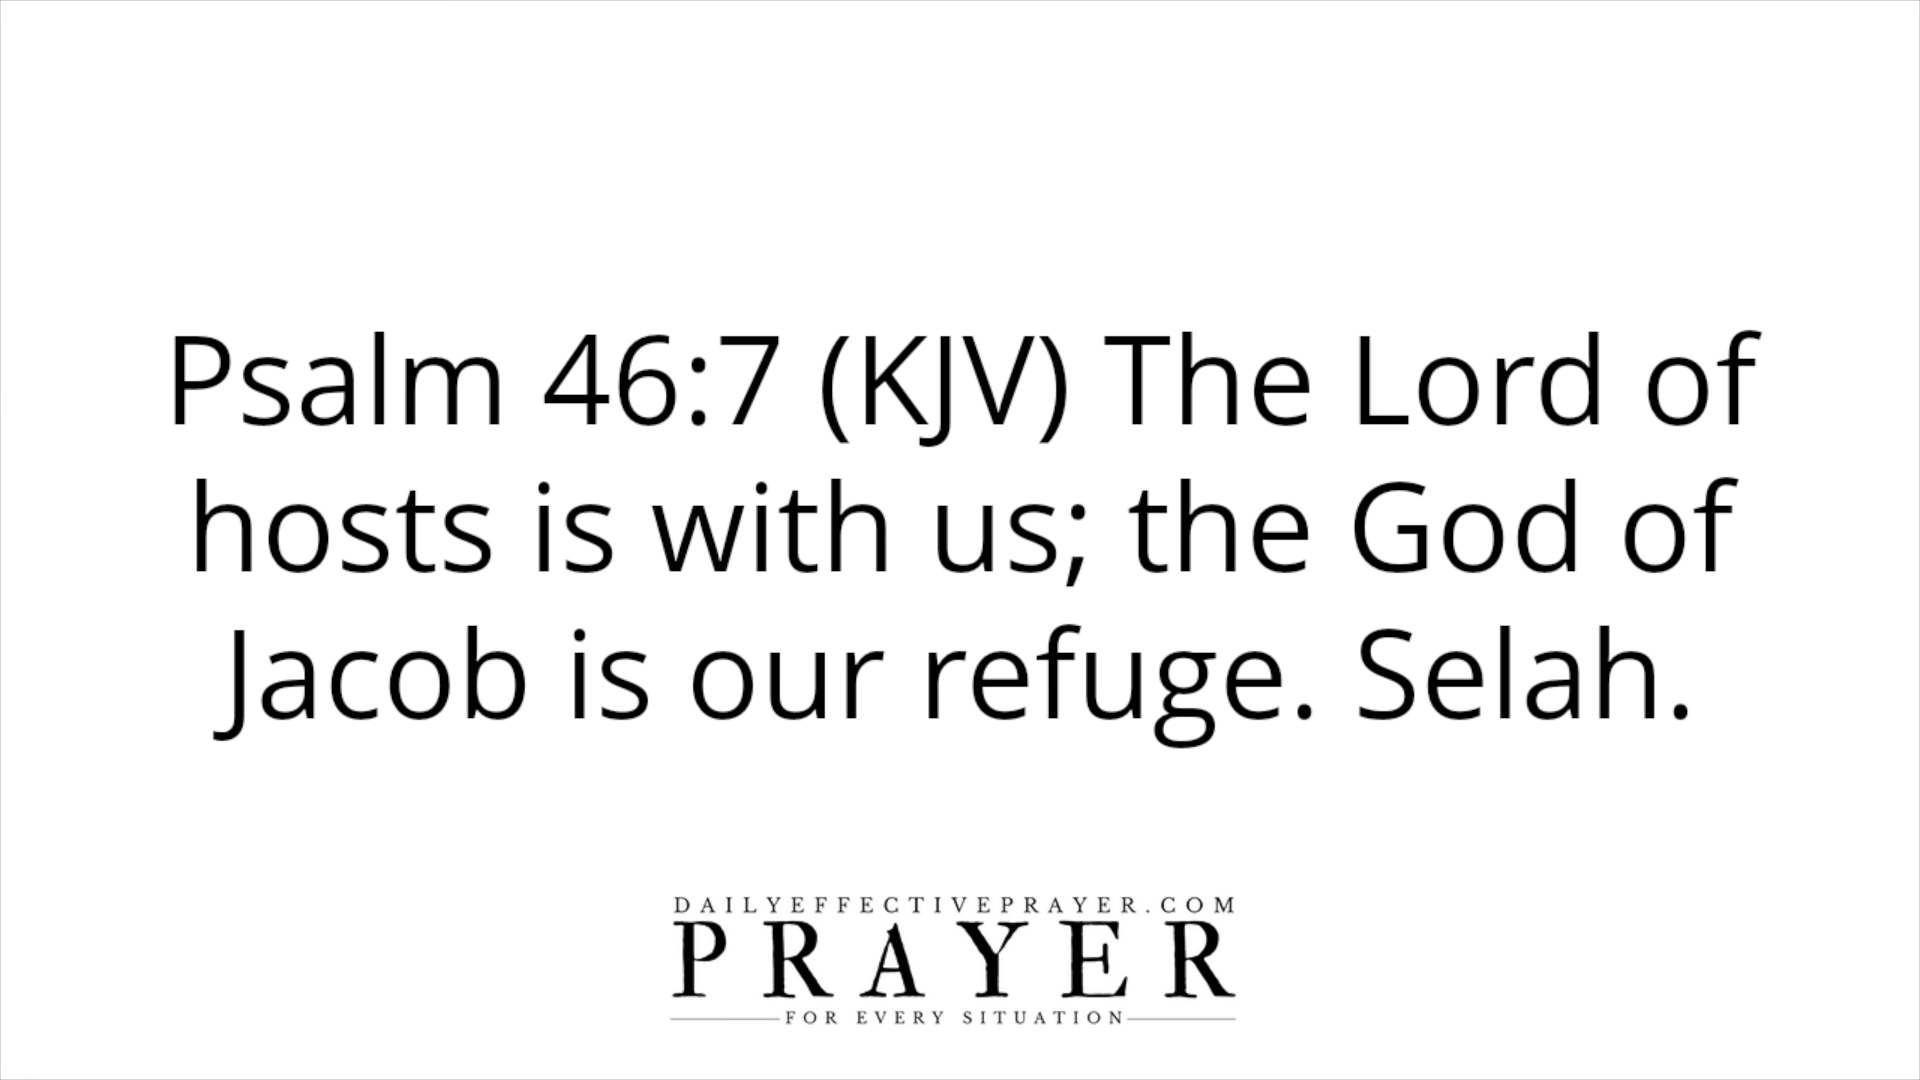 Psalm 46:7 (KJV) The Lord of
hosts is with us; the God of
Jacob is our refuge. Selah.
DAILYEFFECTIVEPRAYER.COM
PRAYER
FOR EVERY SITUATION